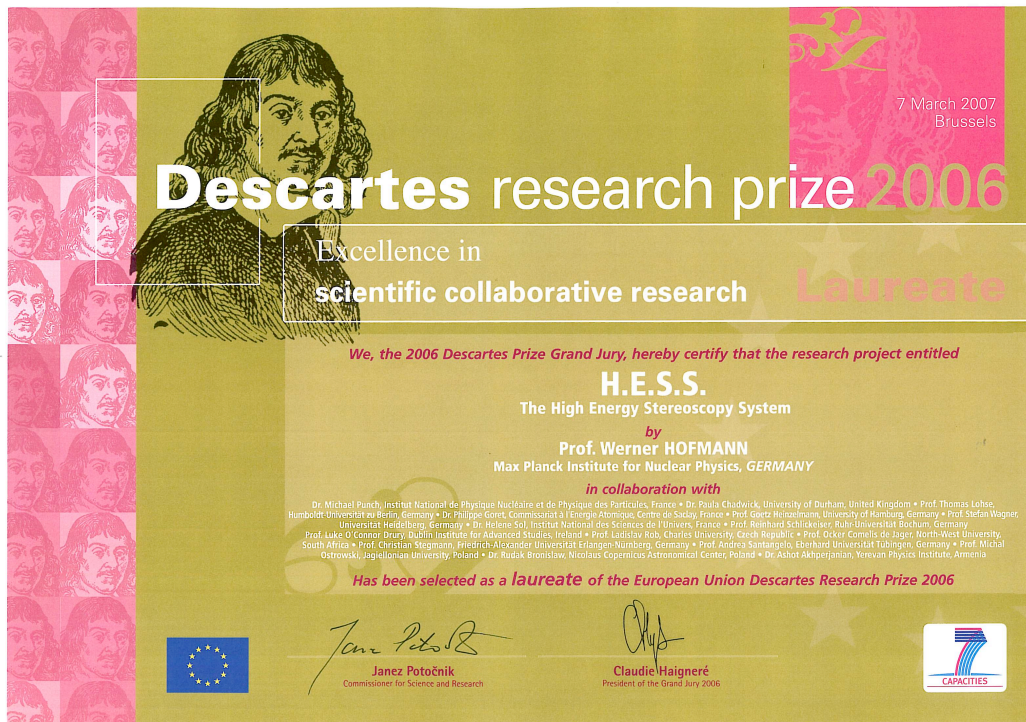 7 March 2007
Brussels
Descartes research prize 2006
Excellence in
scientific collaborative research
Laureate
We, the 2006 Descartes Prize Grand Jury, hereby certify that the research project entitled
H.E.S.S.
The High Energy Stereoscopy System
by
Prof. Werner HOFMANN
Max Planck Institute for Nuclear Physics, GERMANY
in collaboration with
Dr. Michael Punch, Institut National de Physique Nucléaire et de Physique des Particules, France • Dr. Paula Chadwick, University of Durham, United Kingdom • Prof. Thomas Lohse,
Humboldt-Universität zu Berlin, Germany • Dr. Philippe Goret, Commissariat à l'Energie Atomique, Centre de Saclay, France • Prof. Goetz Heinzelmann, University of Hamburg, Germany • Prof. Stefan Wagner,
Universität Heidelberg, Germany • Dr. Helene Sol, Institut National des Sciences de l'Univers, France • Prof. Reinhard Schlickeiser, Ruhr-Universität Bochum, Germany
Prof. Luke O'Connor Drury, Dublin Institute for Advanced Studies, Ireland • Prof. Ladislav Rob, Charles University, Czech Republic • Prof. Ocker Cornelis de Jager, North-West University,
South Africa • Prof. Christian Stegmann, Friedrich-Alexander Universität Erlangen-Nürnberg, Germany • Prof. Andrea Santangelo, Eberhard Universität Tübingen, Germany • Prof. Michal
Ostrowski, Jagiellonian University, Poland • Dr. Rudak Bronislaw, Nicolaus Copernicus Astronomical Center, Poland • Dr. Ashot Akhperjanian, Yerevan Physics Institute, Armenia
Has been selected as a laureate of the European Union Descartes Research Prize 2006
Janez Potočnik
Commissioner for Science and Research
Claudie Haigneré
President of the Grand Jury 2006
7
CAPACITIES